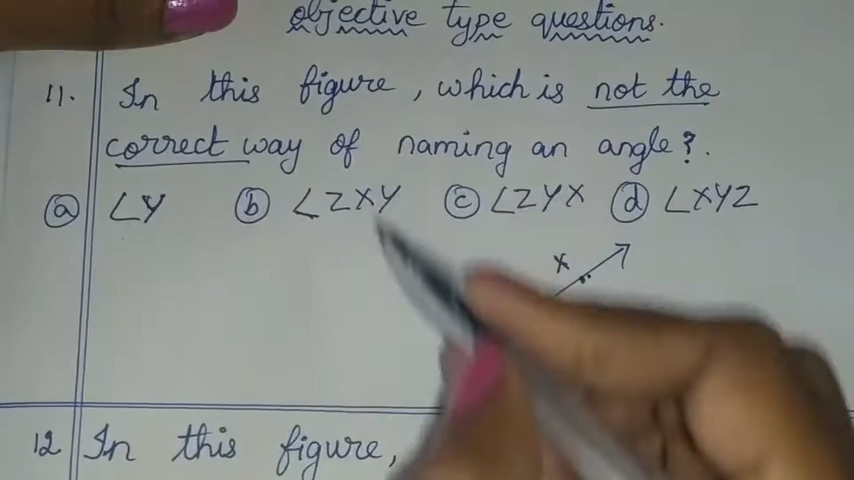 objective type questions.
11. In this figure, which is not the
correct way of naming an angle?.
ⓐ ∠Y ⓑ ∠ZXY ⓒ ∠ZYX ⓓ ∠XYZ
X
12 In this figure,